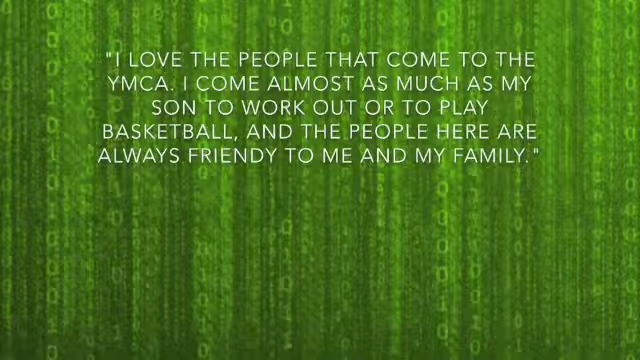 "I LOVE THE PEOPLE THAT COME TO THE
YMCA. I COME ALMOST AS MUCH AS MY
SON TO WORK OUT OR TO PLAY
BASKETBALL, AND THE PEOPLE HERE ARE
ALWAYS FRIENDY TO ME AND MY FAMILY."